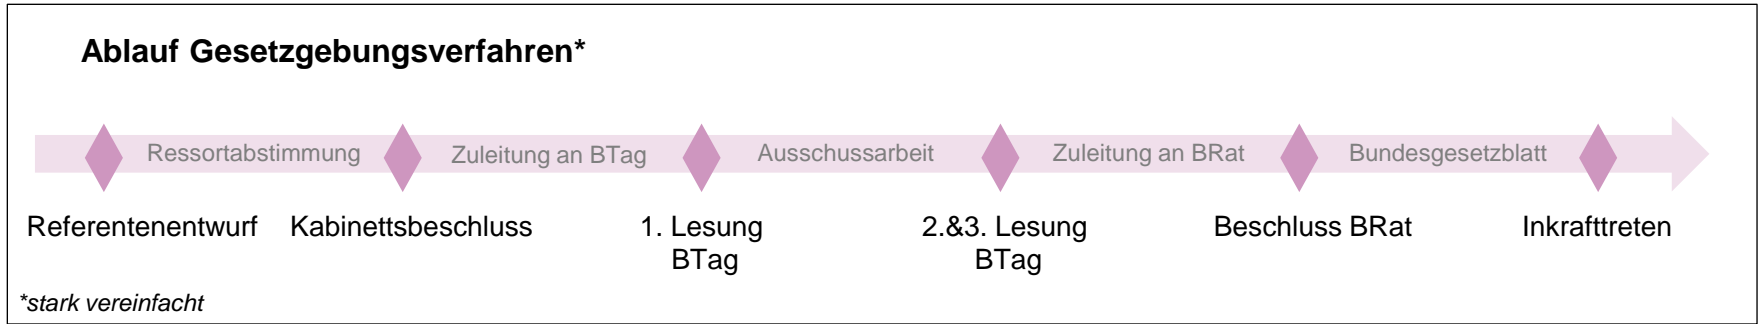 Ablauf Gesetzgebungsverfahren*
Ressortabstimmung
Zuleitung an BTag
Ausschussarbeit
Zuleitung an BRat
Bundesgesetzblatt
Referentenentwurf
Kabinettsbeschluss
1. Lesung
BTag
2.&3. Lesung
BTag
Beschluss BRat
Inkrafttreten
*stark vereinfacht